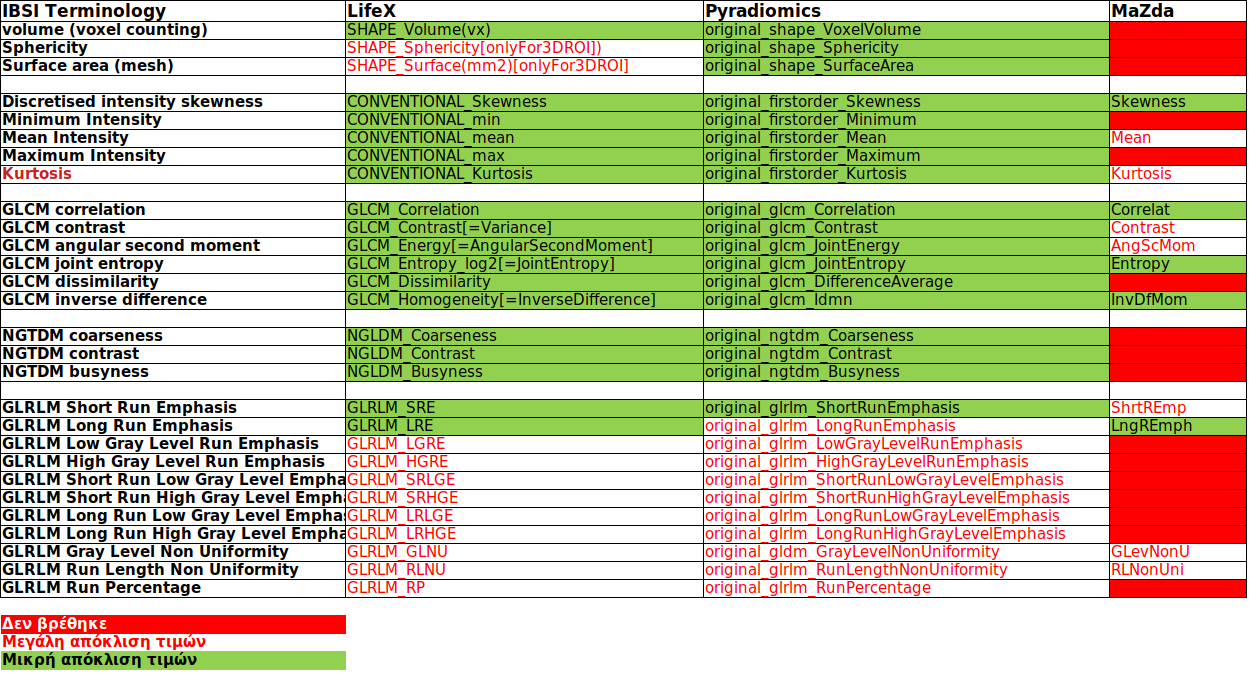 IBSI Terminology LifeX Pyradiomics MaZda
volume (voxel counting) SHAPE_Volume(vx) original_shape_VoxelVolume
Sphericity SHAPE_Sphericity[onlyFor3DROI]) original_shape_Sphericity
Surface area (mesh) SHAPE_Surface(mm2)[onlyFor3DROI] original_shape_SurfaceArea
Discretised intensity skewness CONVENTIONAL_Skewness original_firstorder_Skewness Skewness
Minimum Intensity CONVENTIONAL_min original_firstorder_Minimum
Mean Intensity CONVENTIONAL_mean original_firstorder_Mean Mean
Maximum Intensity CONVENTIONAL_max original_firstorder_Maximum
Kurtosis CONVENTIONAL_Kurtosis original_firstorder_Kurtosis Kurtosis
GLCM correlation GLCM_Correlation original_glcm_Correlation Correlat
GLCM contrast GLCM_Contrast[=Variance] original_glcm_Contrast Contrast
GLCM angular second moment GLCM_Energy[=AngularSecondMoment] original_glcm_JointEnergy AngScMom
GLCM joint entropy GLCM_Entropy_log2[=JointEntropy] original_glcm_JointEntropy Entropy
GLCM dissimilarity GLCM_Dissimilarity original_glcm_DifferenceAverage
GLCM inverse difference GLCM_Homogeneity[=InverseDifference] original_glcm_Idmn InvDfMom
NGTDM coarseness NGLDM_Coarseness original_ngtdm_Coarseness
NGTDM contrast NGLDM_Contrast original_ngtdm_Contrast
NGTDM busyness NGLDM_Busyness original_ngtdm_Busyness
GLRLM Short Run Emphasis GLRLM_SRE original_glrlm_ShortRunEmphasis ShrtREmp
GLRLM Long Run Emphasis GLRLM_LRE original_glrlm_LongRunEmphasis LngREmph
GLRLM Low Gray Level Run Emphasis GLRLM_LGRE original_glrlm_LowGrayLevelRunEmphasis
GLRLM High Gray Level Run Emphasis GLRLM_HGRE original_glrlm_HighGrayLevelRunEmphasis
GLRLM Short Run Low Gray Level Empha GLRLM_SRLGE original_glrlm_ShortRunLowGrayLevelEmphasis
GLRLM Short Run High Gray Level Emph GLRLM_SRHGE original_glrlm_ShortRunHighGrayLevelEmphasis
GLRLM Long Run Low Gray Level Emphas GLRLM_LRLGE original_glrlm_LongRunLowGrayLevelEmphasis
GLRLM Long Run High Gray Level Empha GLRLM_LRHGE original_glrlm_LongRunHighGrayLevelEmphasis
GLRLM Gray Level Non Uniformity GLRLM_GLNU original_gldm_GrayLevelNonUniformity GLevNonU
GLRLM Run Length Non Uniformity GLRLM_RLNU original_glrlm_RunLengthNonUniformity RLNonUni
GLRLM Run Percentage GLRLM_RP original_glrlm_RunPercentage
Δεν βρέθηκε
Μεγάλη απόκλιση τιμών
Μικρή απόκλιση τιμών